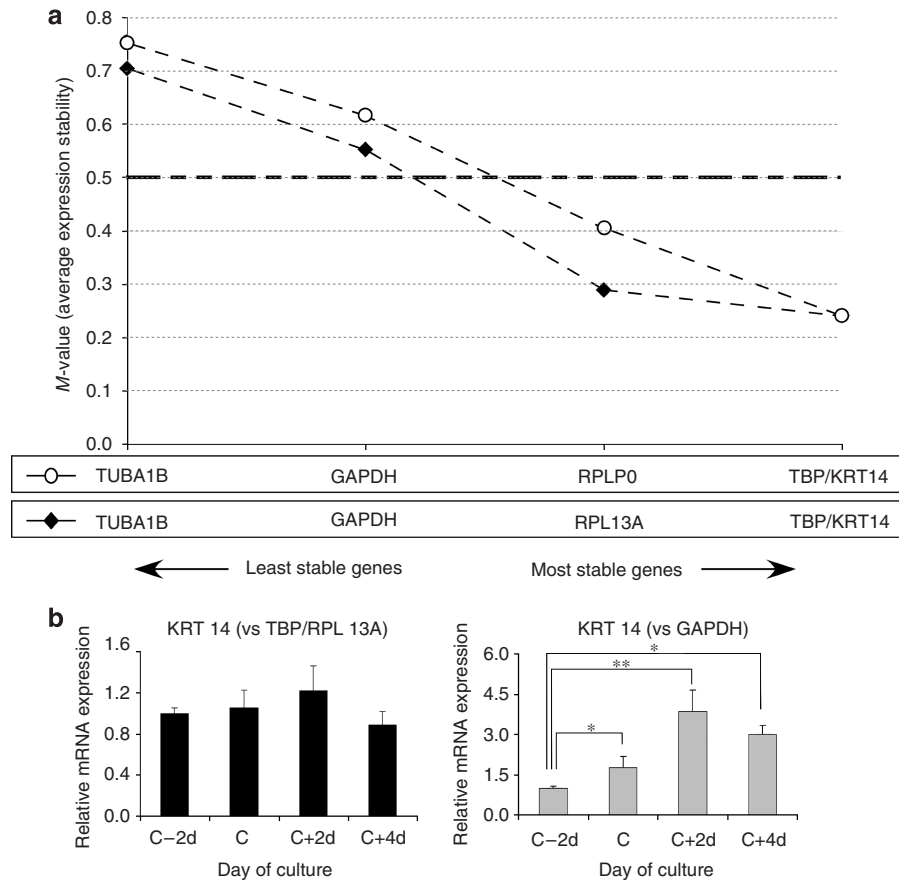 a
M-value (average expression stability)
0.8
0.7
0.6
0.5
0.4
0.3
0.2
0.1
0.0
TUBA1B GAPDH RPLP0 TBP/KRT14
TUBA1B GAPDH RPL13A TBP/KRT14
Least stable genes Most stable genes
b
KRT 14 (vs TBP/RPL 13A)
Relative mRNA expression
1.6
1.2
0.8
0.4
0.0
C−2d C C+2d C+4d
Day of culture
KRT 14 (vs GAPDH)
Relative mRNA expression
6.0
4.5
3.0
1.5
0.0
*
**
*
C−2d C C+2d C+4d
Day of culture